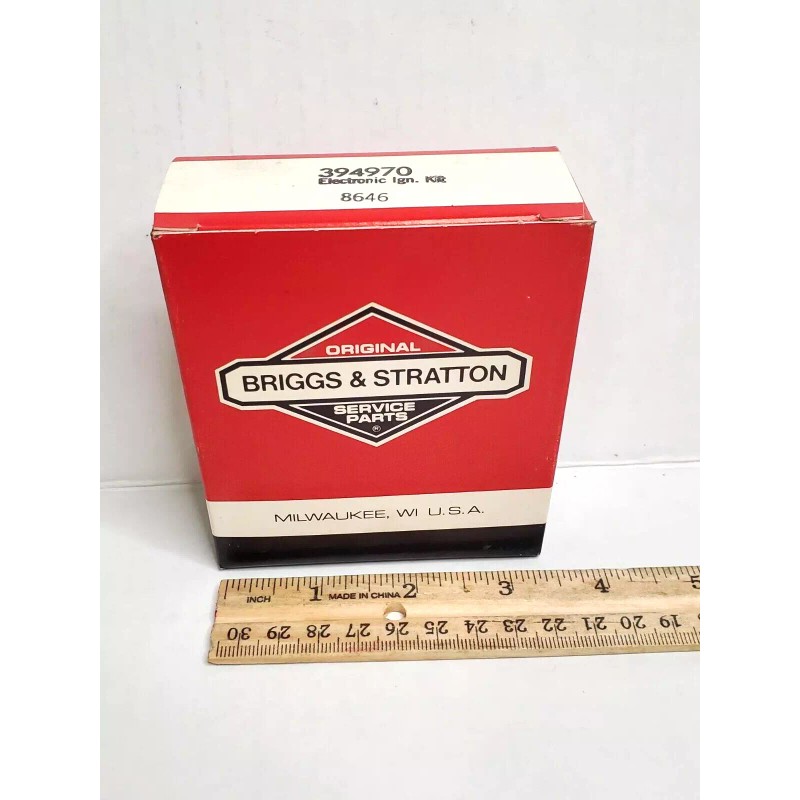 394970
Electronic Ign.
8646
ORIGINAL
BRIGGS & STRATTON
SERVICE
PARTS
®
MILWAUKEE, WI U.S.A.
INCH 1 MADE IN CHINA 2 3 4 5
30 29 28 27 26 25 24 23 22 21 20 19